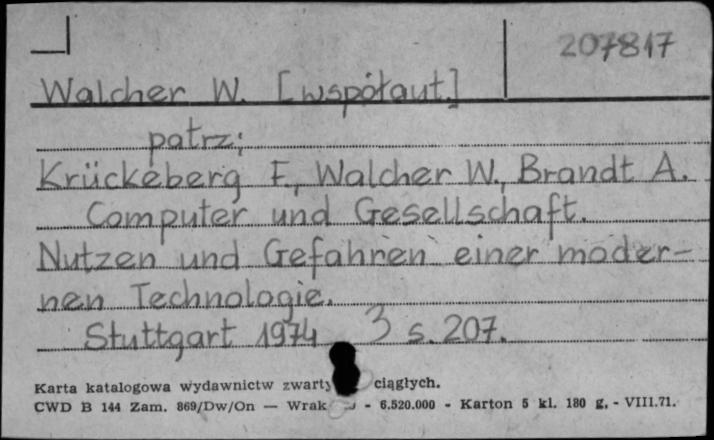 207817
Walcher W. [współaut.]
patrz:
Krückeberg F., Walcher W., Brandt A.
Computer und Gesellschaft.
Nutzen und Gefahren einer moder-
nen Technologie.
Stuttgart 1974 3 s. 207.
Karta katalogowa wydawnictw ciągłych.
CWD B 144 Zam. 869/Dw/On — - 6.520.000 - Karton 5 kl. 180 g. - VIII.71.